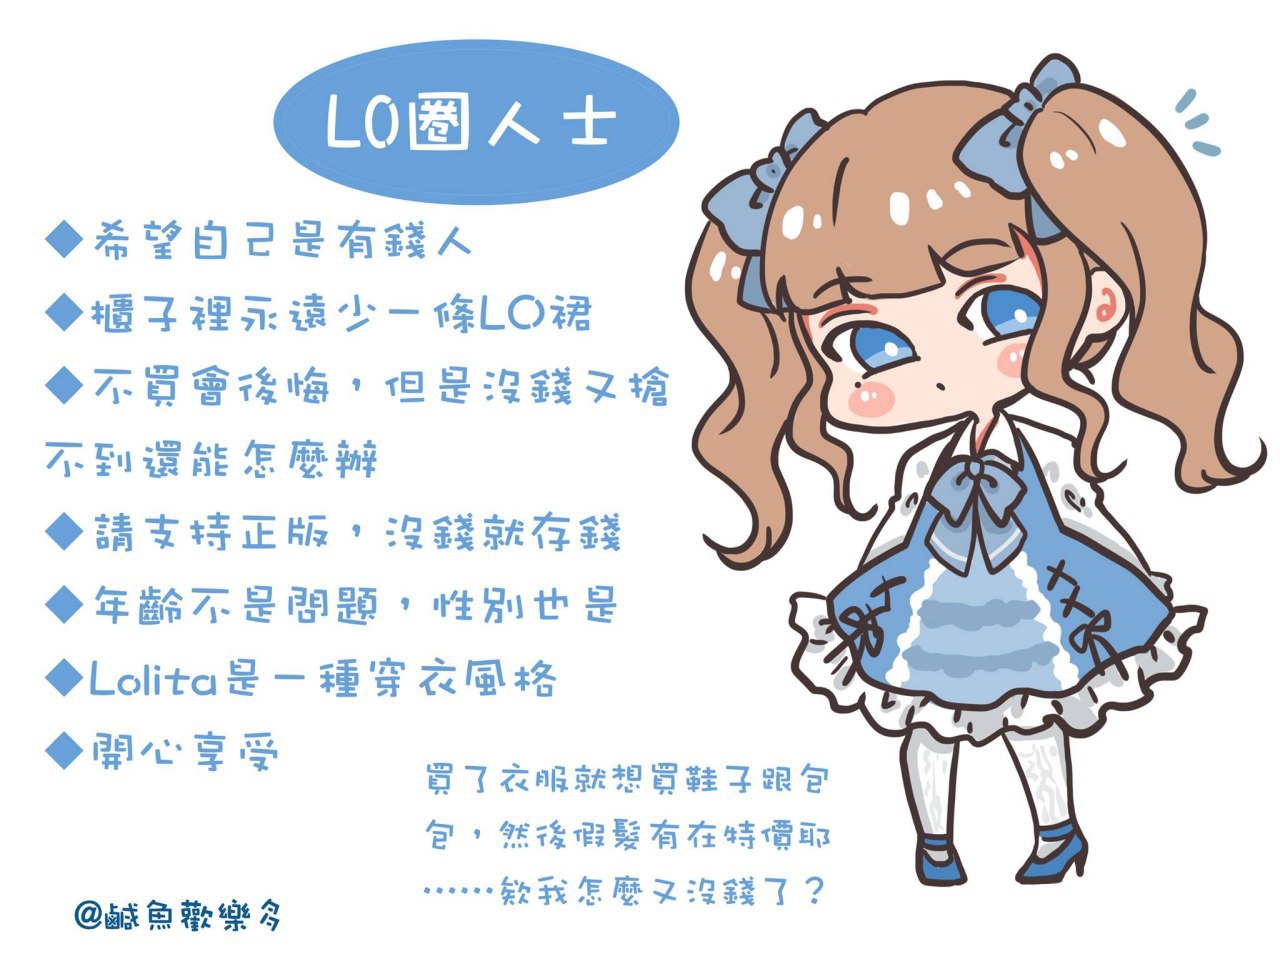 LO圈人士
◆希望自己是有錢人
◆櫃子裡永遠少一條LO裙
◆不買會後悔，但是沒錢又搶
不到還能怎麼辦
◆請支持正版，沒錢就存錢
◆年齡不是問題，性別也是
◆Lolita是一種穿衣風格
◆開心享受
買了衣服就想買鞋子跟包
包，然後假髮有在特價耶
⋯⋯欸我怎麼又沒錢了？
@鹹魚歡樂多